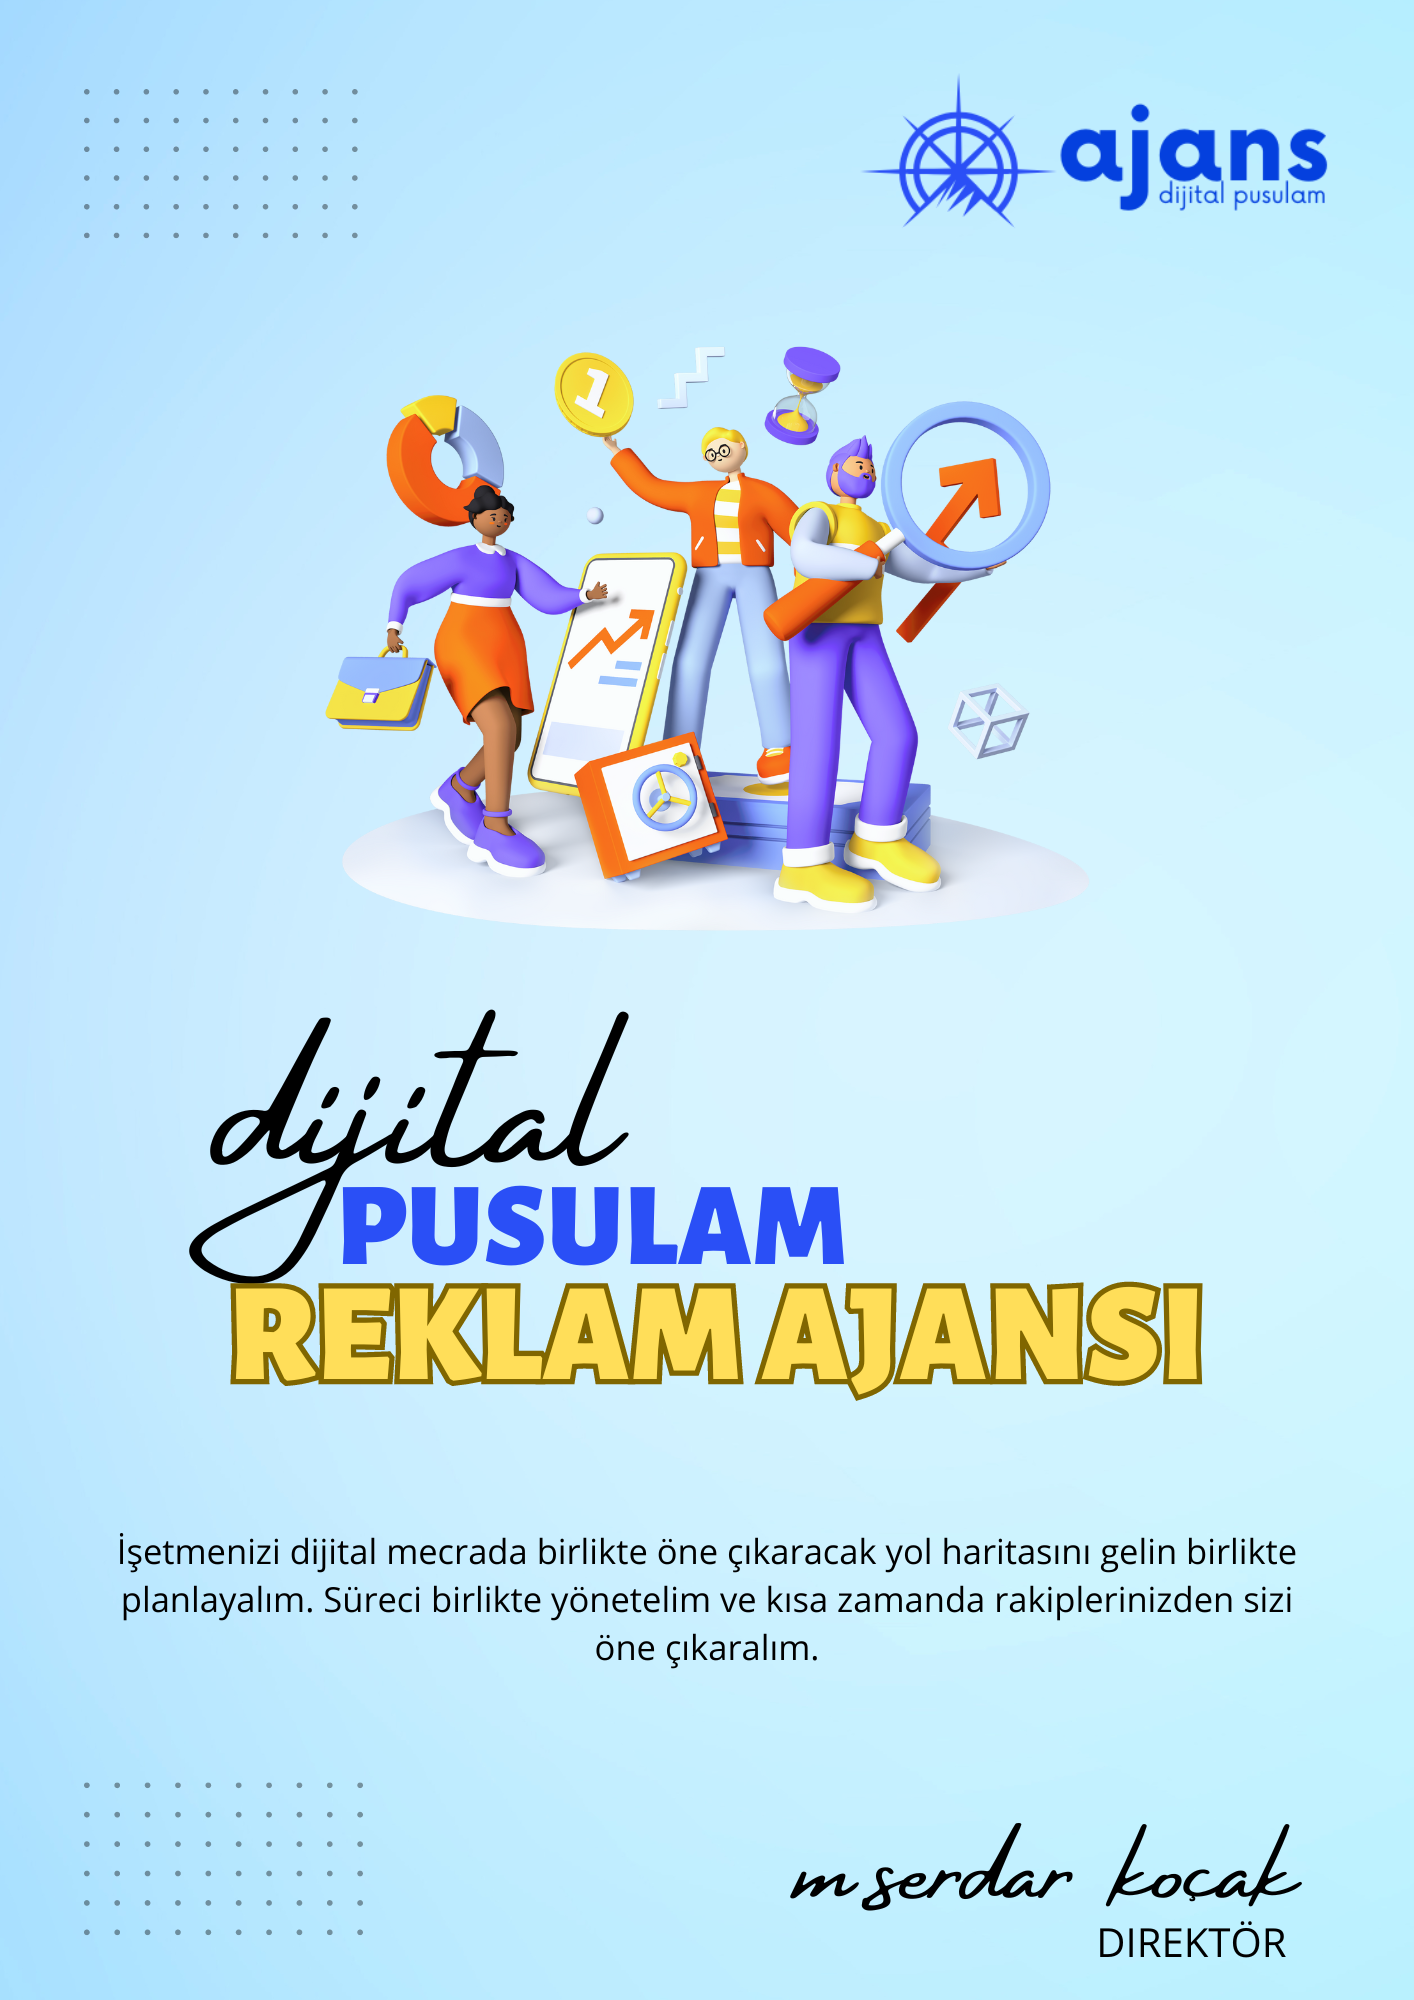 ajans
dijital pusulam
1
dijital
PUSULAM
REKLAM AJANSI
İşetmenizi dijital mecrada birlikte öne çıkaracak yol haritasını gelin birlikte
planlayalım. Süreci birlikte yönetelim ve kısa zamanda rakiplerinizden sizi
öne çıkaralım.
m serdar koçak
DIREKTÖR